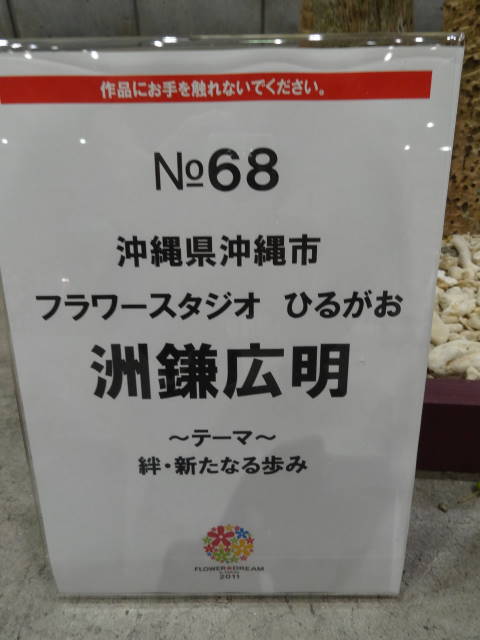 作品にお手を触れないでください。
№68
沖縄県沖縄市
フラワースタジオ ひるがお
洲鎌広明
～テーマ～
絆・新たなる歩み
FLOWER DREAM
2011